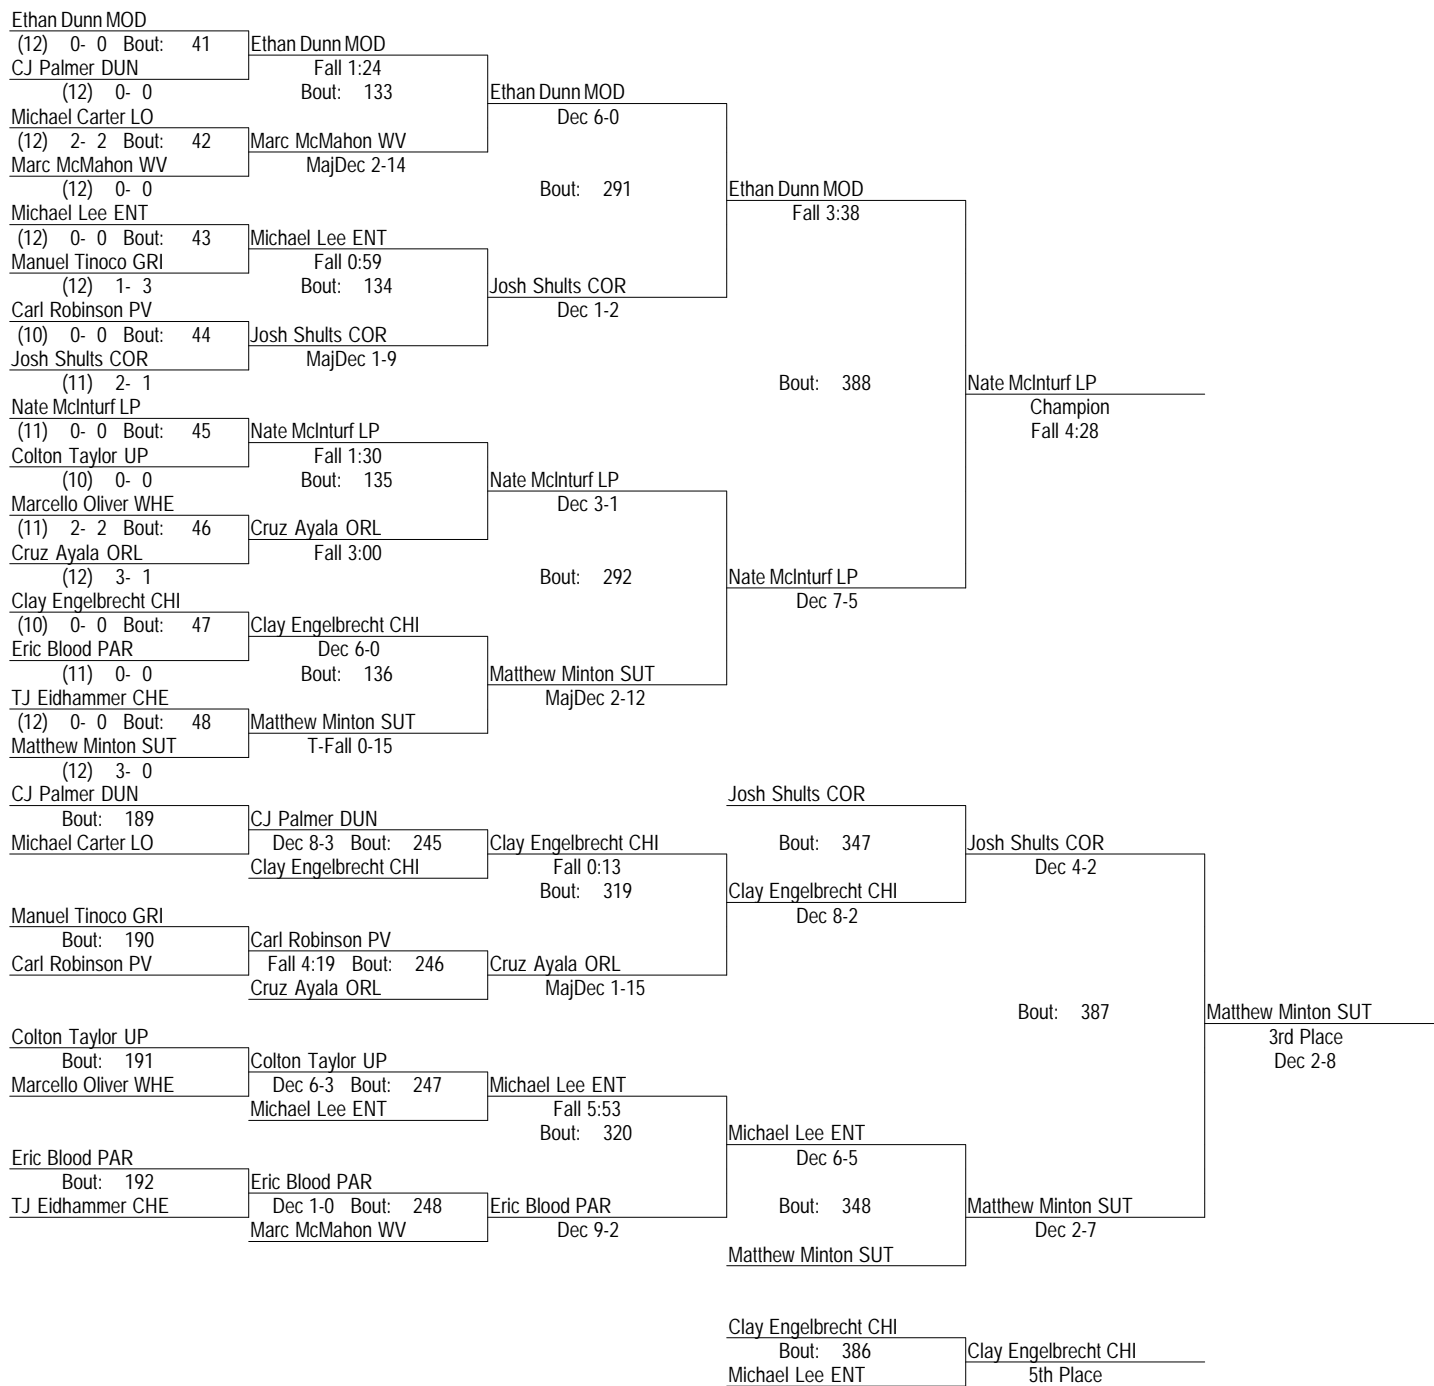 Ethan Dunn MOD
(12) 0- 0 Bout: 41 Ethan Dunn MOD
CJ Palmer DUN Fall 1:24
(12) 0- 0 Bout: 133 Ethan Dunn MOD
Michael Carter LO Dec 6-0
(12) 2- 2 Bout: 42 Marc McMahon WV
Marc McMahon WV MajDec 2-14
(12) 0- 0 Bout: 291 Ethan Dunn MOD
Michael Lee ENT Fall 3:38
(12) 0- 0 Bout: 43 Michael Lee ENT
Manuel Tinoco GRI Fall 0:59
(12) 1- 3 Bout: 134 Josh Shults COR
Carl Robinson PV Dec 1-2
(10) 0- 0 Bout: 44 Josh Shults COR
Josh Shults COR MajDec 1-9
(11) 2- 1 Bout: 388 Nate McInturf LP
Nate McInturf LP Champion
(11) 0- 0 Bout: 45 Nate McInturf LP Fall 4:28
Colton Taylor UP Fall 1:30
(10) 0- 0 Bout: 135 Nate McInturf LP
Marcello Oliver WHE Dec 3-1
(11) 2- 2 Bout: 46 Cruz Ayala ORL
Cruz Ayala ORL Fall 3:00
(12) 3- 1 Bout: 292 Nate McInturf LP
Clay Engelbrecht CHI Dec 7-5
(10) 0- 0 Bout: 47 Clay Engelbrecht CHI
Eric Blood PAR Dec 6-0
(11) 0- 0 Bout: 136 Matthew Minton SUT
TJ Eidhammer CHE MajDec 2-12
(12) 0- 0 Bout: 48 Matthew Minton SUT
Matthew Minton SUT T-Fall 0-15
(12) 3- 0
CJ Palmer DUN Josh Shults COR
Bout: 189 CJ Palmer DUN
Michael Carter LO Dec 8-3 Bout: 245 Clay Engelbrecht CHI Bout: 347 Josh Shults COR
Clay Engelbrecht CHI Fall 0:13 Dec 4-2
Bout: 319 Clay Engelbrecht CHI
Manuel Tinoco GRI Dec 8-2
Bout: 190 Carl Robinson PV
Carl Robinson PV Fall 4:19 Bout: 246 Cruz Ayala ORL
Cruz Ayala ORL MajDec 1-15
Bout: 387 Matthew Minton SUT
Colton Taylor UP 3rd Place
Bout: 191 Colton Taylor UP Dec 2-8
Marcello Oliver WHE Dec 6-3 Bout: 247 Michael Lee ENT
Michael Lee ENT Fall 5:53
Bout: 320 Michael Lee ENT
Eric Blood PAR Dec 6-5
Bout: 192 Eric Blood PAR
TJ Eidhammer CHE Dec 1-0 Bout: 248 Eric Blood PAR Bout: 348 Matthew Minton SUT
Marc McMahon WV Dec 9-2 Dec 2-7
Matthew Minton SUT
Clay Engelbrecht CHI
Bout: 386 Clay Engelbrecht CHI
Michael Lee ENT 5th Place